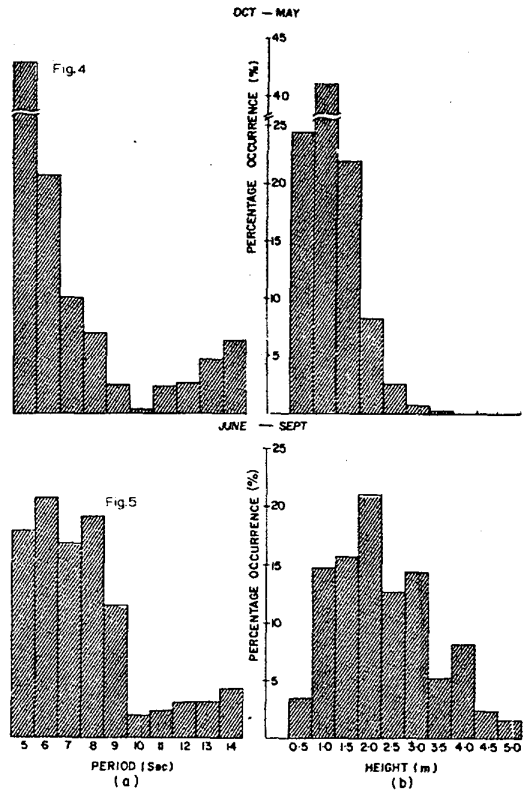 OCT — MAY
Fig.4
PERCENTAGE OCCURRENCE (%)
45
40
25
20
15
10
5
JUNE — SEPT
Fig.5
PERCENTAGE OCCURRENCE (%)
25
20
15
10
5
5 6 7 8 9 10 11 12 13 14
0·5 1·0 1·5 2·0 2·5 3·0 3·5 4·0 4·5 5·0
PERIOD (Sec)
HEIGHT (m)
(a)
(b)